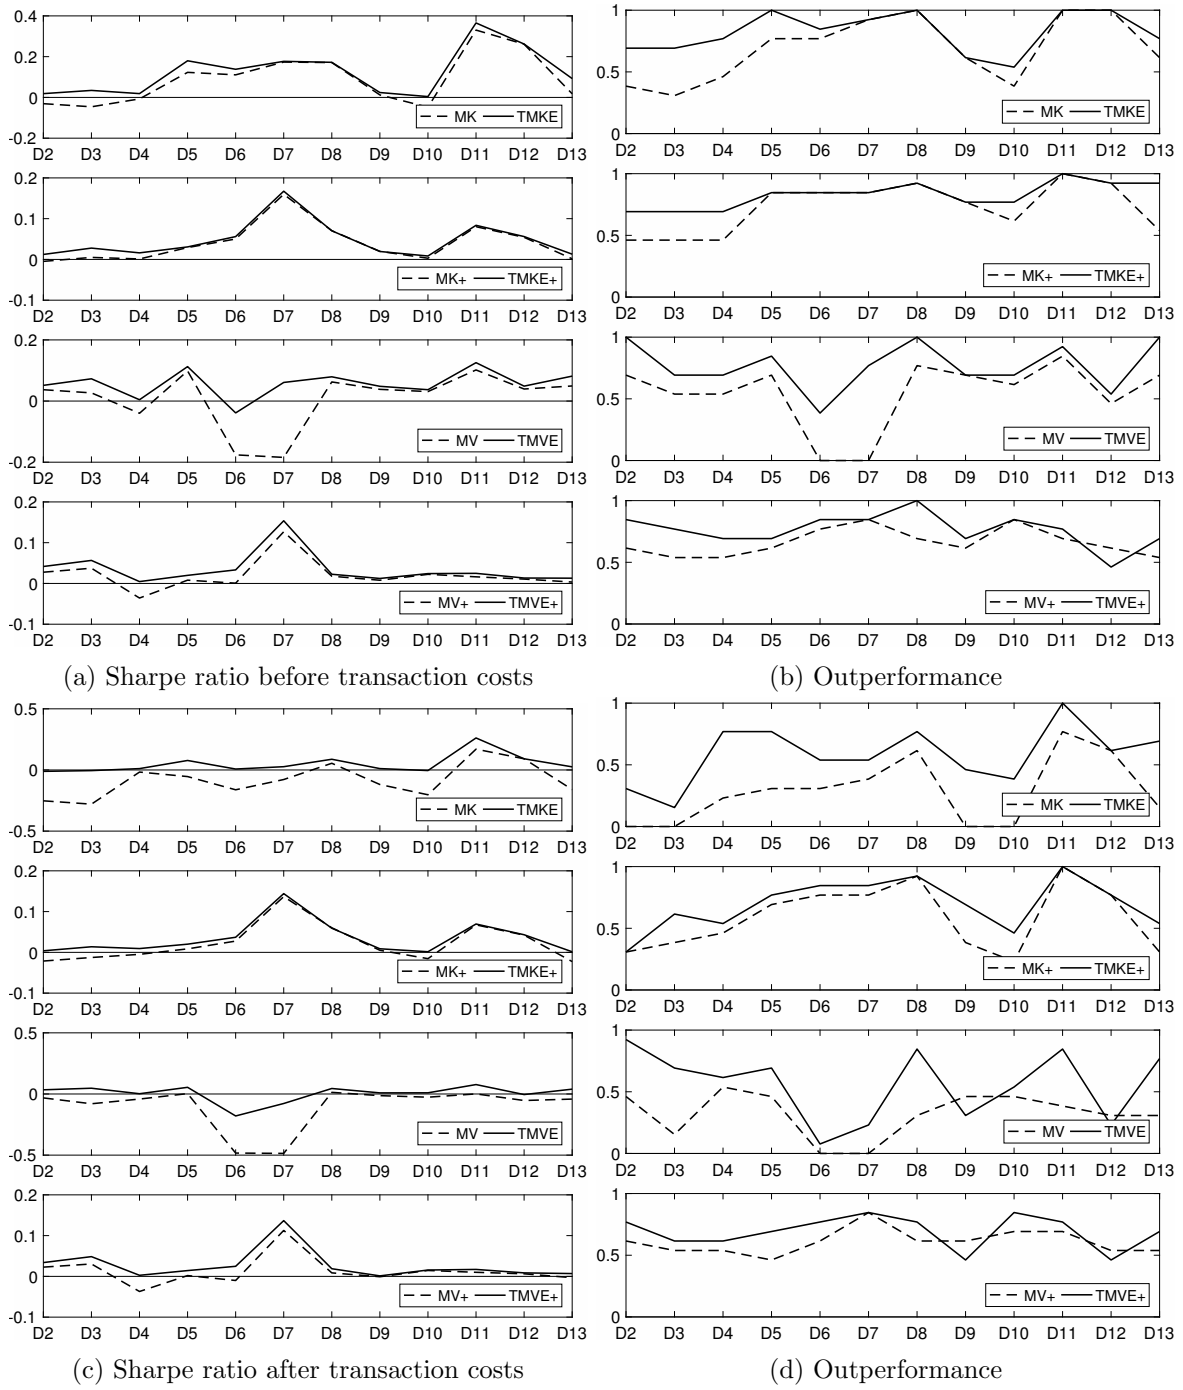 0.4
0.2
0
-0.2
MK TMKE
D2 D3 D4 D5 D6 D7 D8 D9 D10 D11 D12 D13
1
0.5
0
MK TMKE
D2 D3 D4 D5 D6 D7 D8 D9 D10 D11 D12 D13
0.2
0.1
0
-0.1
MK+ TMKE+
D2 D3 D4 D5 D6 D7 D8 D9 D10 D11 D12 D13
1
0.5
0
MK+ TMKE+
D2 D3 D4 D5 D6 D7 D8 D9 D10 D11 D12 D13
0.2
0
-0.2
MV TMVE
D2 D3 D4 D5 D6 D7 D8 D9 D10 D11 D12 D13
1
0.5
0
MV TMVE
D2 D3 D4 D5 D6 D7 D8 D9 D10 D11 D12 D13
0.2
0.1
0
-0.1
MV+ TMVE+
D2 D3 D4 D5 D6 D7 D8 D9 D10 D11 D12 D13
1
0.5
0
MV+ TMVE+
D2 D3 D4 D5 D6 D7 D8 D9 D10 D11 D12 D13
(a) Sharpe ratio before transaction costs
(b) Outperformance
0.5
0
-0.5
MK TMKE
D2 D3 D4 D5 D6 D7 D8 D9 D10 D11 D12 D13
1
0.5
0
MK TMKE
D2 D3 D4 D5 D6 D7 D8 D9 D10 D11 D12 D13
0.2
0.1
0
-0.1
MK+ TMKE+
D2 D3 D4 D5 D6 D7 D8 D9 D10 D11 D12 D13
1
0.5
0
MK+ TMKE+
D2 D3 D4 D5 D6 D7 D8 D9 D10 D11 D12 D13
0.5
0
-0.5
MV TMVE
D2 D3 D4 D5 D6 D7 D8 D9 D10 D11 D12 D13
1
0.5
0
MV TMVE
D2 D3 D4 D5 D6 D7 D8 D9 D10 D11 D12 D13
0.2
0.1
0
-0.1
MV+ TMVE+
D2 D3 D4 D5 D6 D7 D8 D9 D10 D11 D12 D13
1
0.5
0
MV+ TMVE+
D2 D3 D4 D5 D6 D7 D8 D9 D10 D11 D12 D13
(c) Sharpe ratio after transaction costs
(d) Outperformance